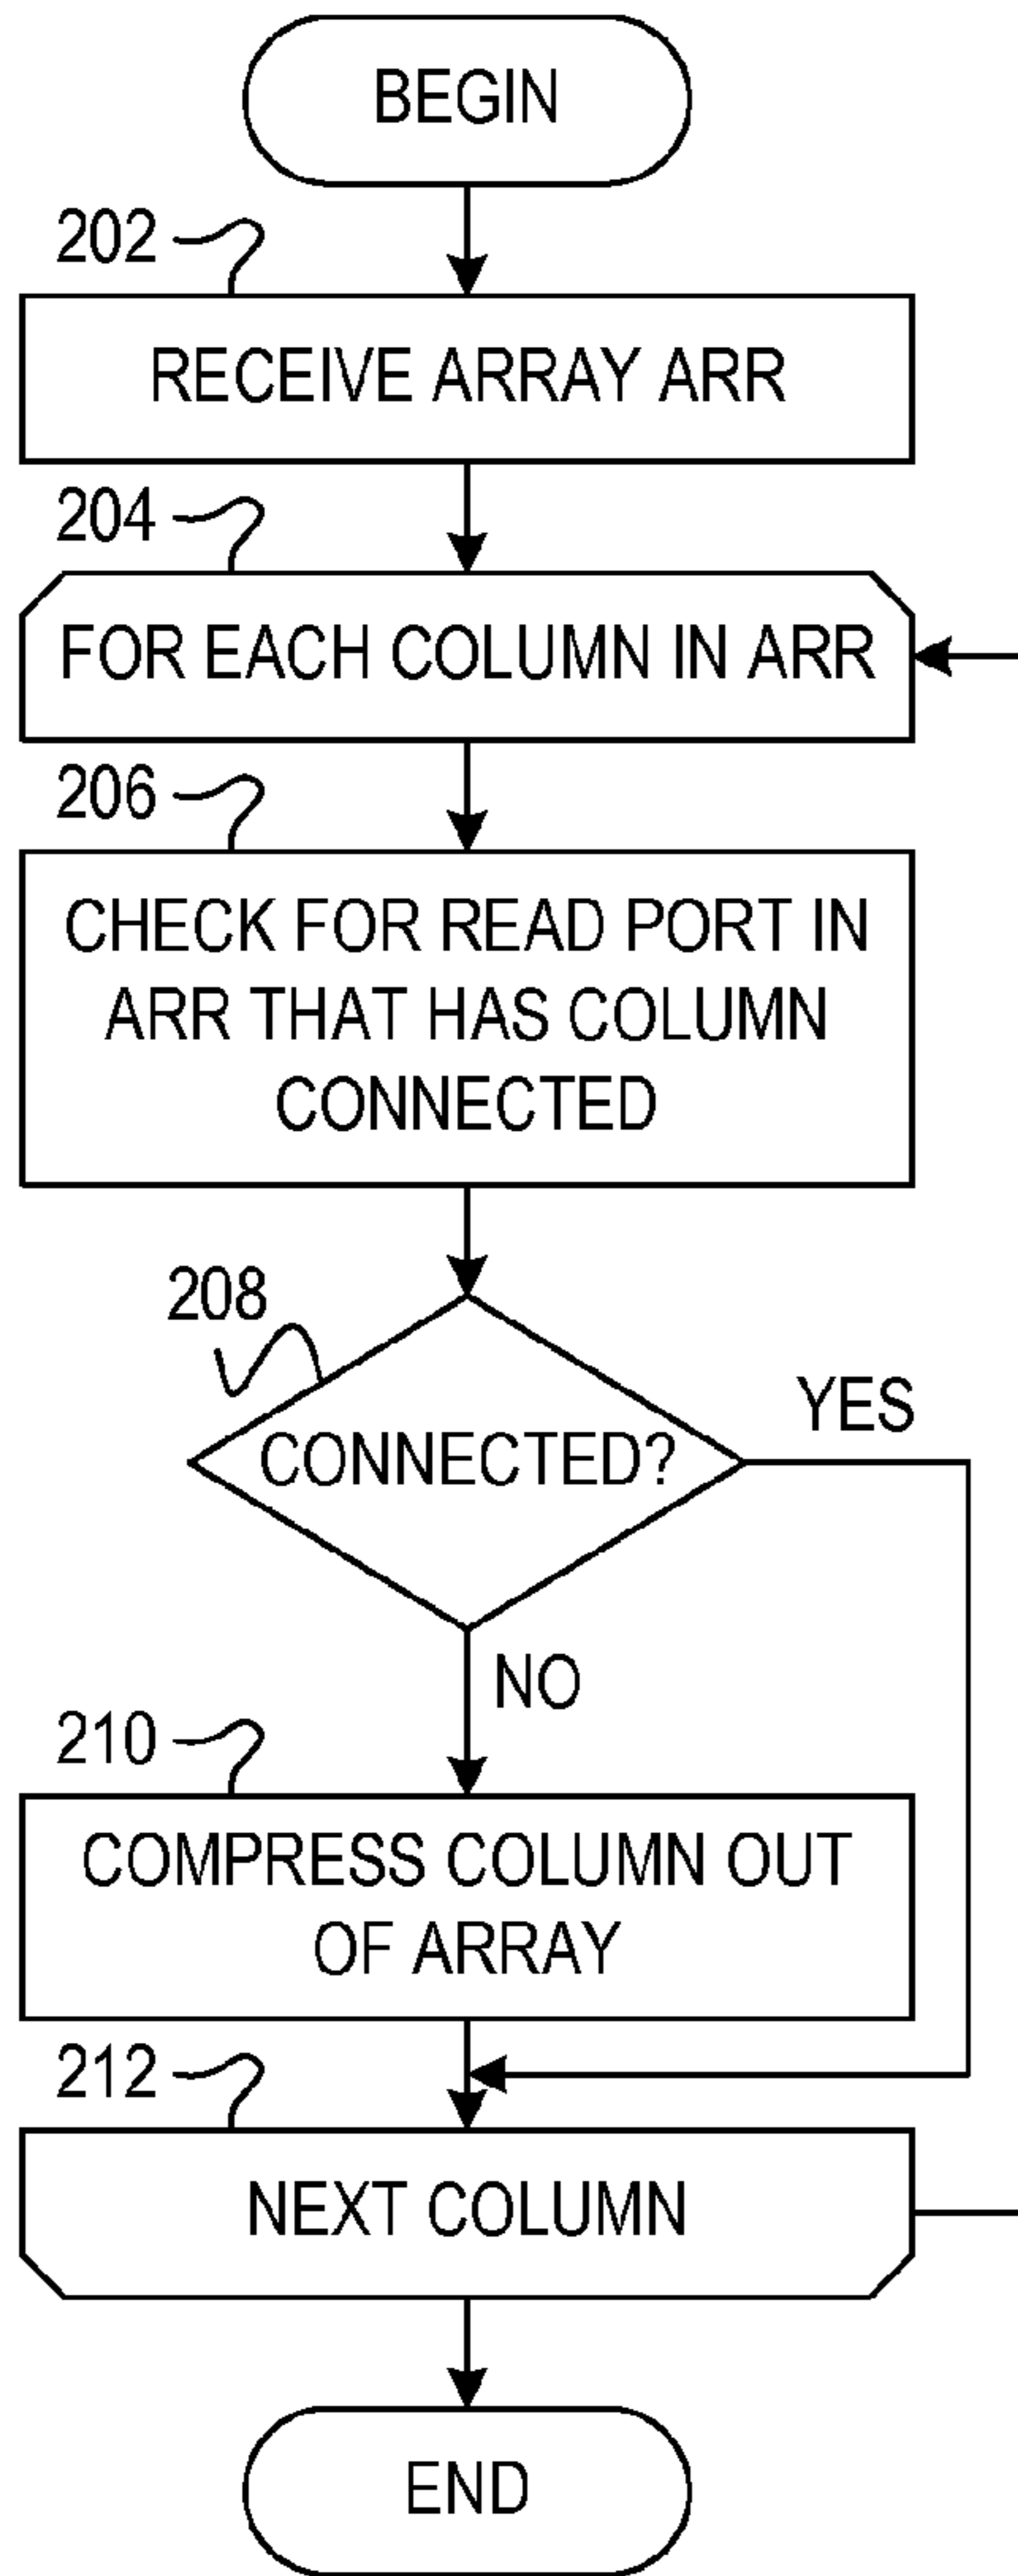 BEGIN
202
RECEIVE ARRAY ARR
204
FOR EACH COLUMN IN ARR
206
CHECK FOR READ PORT IN
ARR THAT HAS COLUMN
CONNECTED
208
YES
CONNECTED?
NO
210
COMPRESS COLUMN OUT
OF ARRAY
212
NEXT COLUMN
END